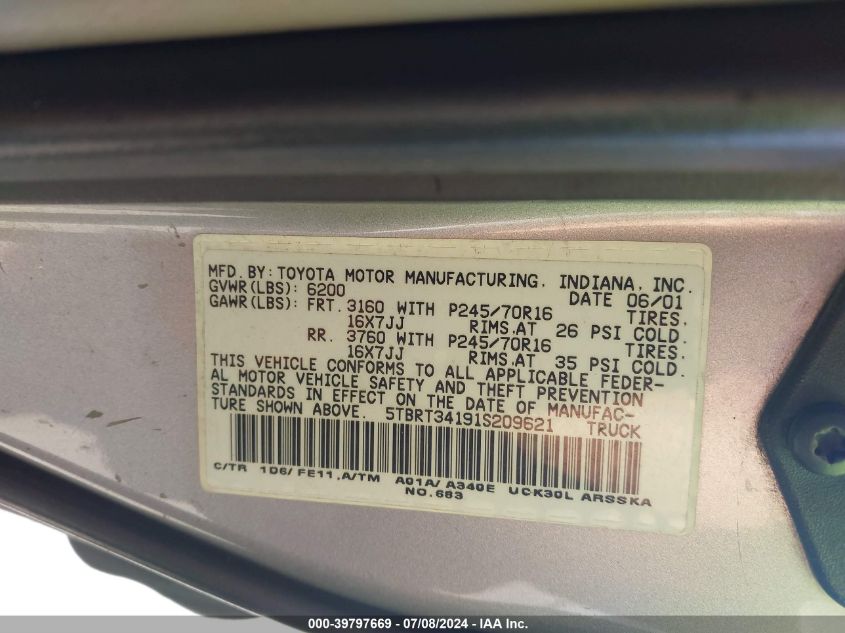 MFD. BY: TOYOTA MOTOR MANUFACTURING, INDIANA, INC.
GVWR(LBS): 6200 DATE 06/01
GAWR(LBS): FRT. 3160 WITH P245/70R16 TIRES.
16X7JJ RIMS.AT 26 PSI COLD.
RR. 3760 WITH P245/70R16 TIRES.
16X7JJ RIMS.AT 35 PSI COLD.
THIS VEHICLE CONFORMS TO ALL APPLICABLE FEDER-
AL MOTOR VEHICLE SAFETY AND THEFT PREVENTION
STANDARDS IN EFFECT ON THE DATE OF MANUFAC-
TURE SHOWN ABOVE. 5TBRT34191S209621 TRUCK
C/TR 1D6/FE11,A/TM A01A/A340E UCK30L ARSSKA
NO.683
000-39797669 / 07/08/2024 - IAA Inc.